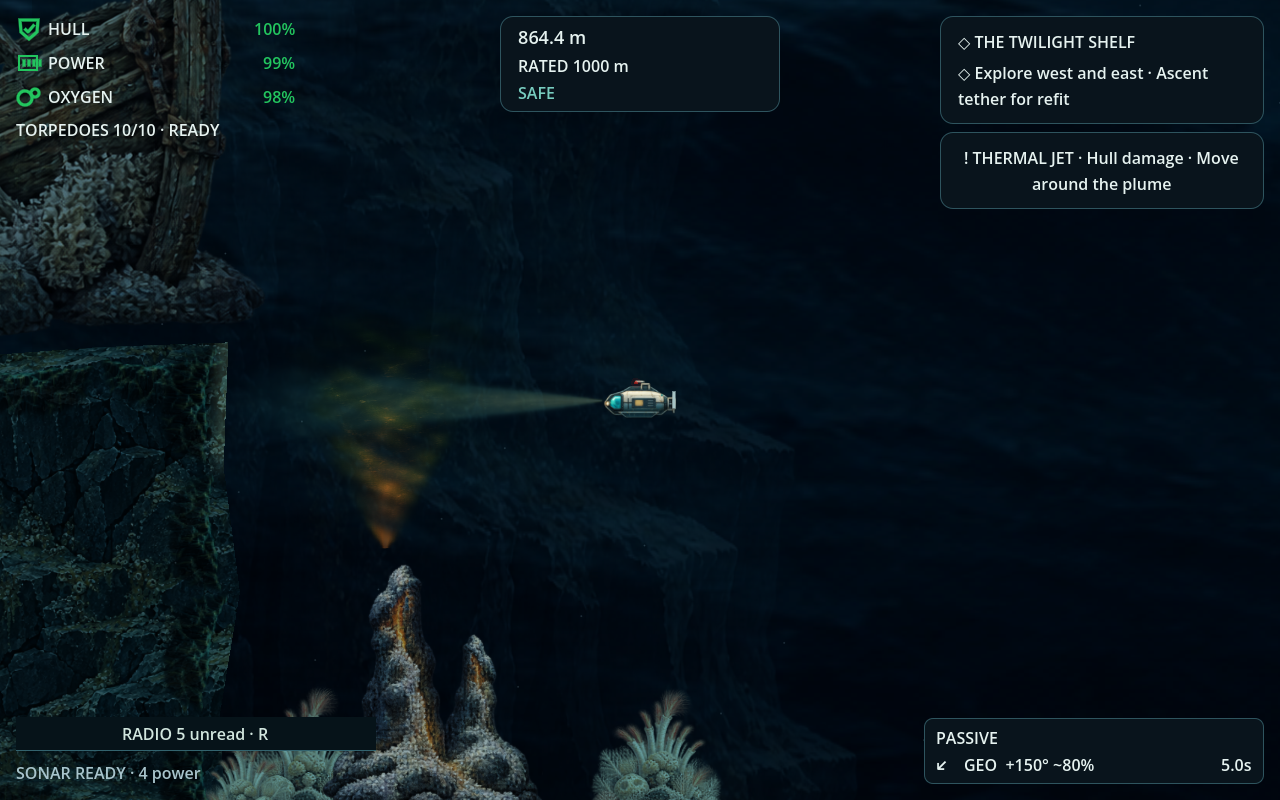 HULL 100%
POWER 99%
OXYGEN 98%
TORPEDOES 10/10 · READY
864.4 m
RATED 1000 m
SAFE
◇ THE TWILIGHT SHELF
◇ Explore west and east · Ascent
tether for refit
! THERMAL JET · Hull damage · Move
around the plume
RADIO 5 unread · R
SONAR READY · 4 power
PASSIVE
↙ GEO +150° ~80% 5.0s